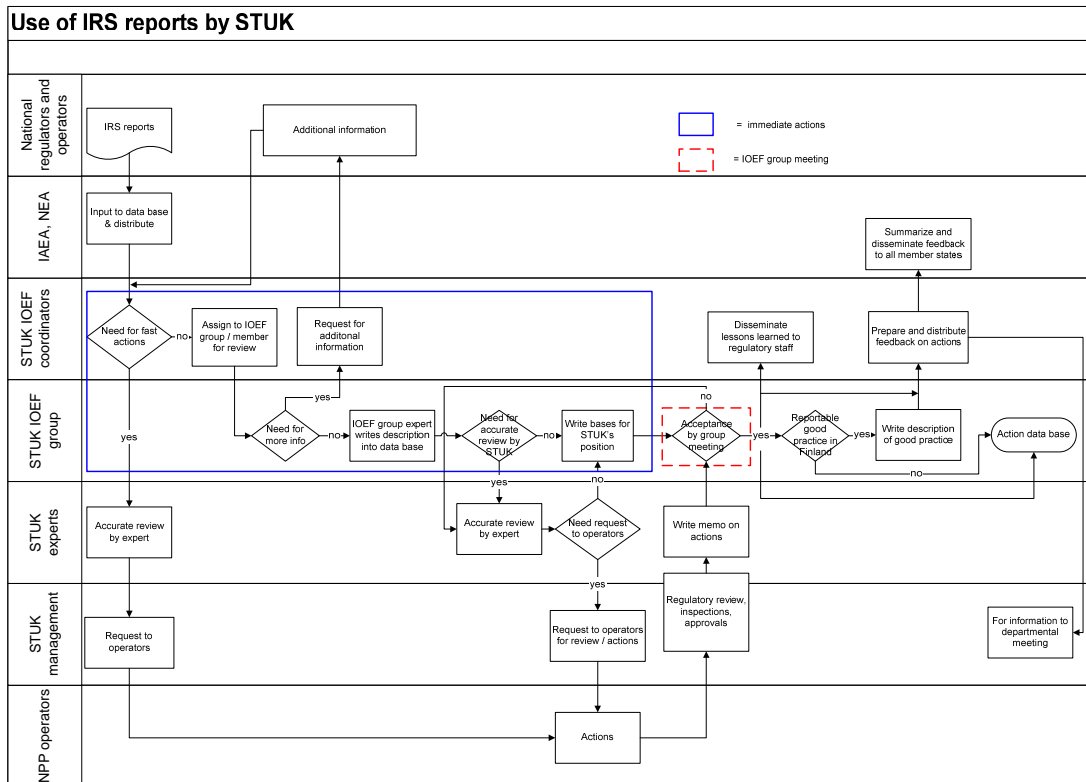 Use of IRS reports by STUK
National
regulators and
operators
IRS reports
Additional information
= immediate actions
= IOEF group meeting
IAEA, NEA
Input to data base
& distribute
Summarize and
disseminate feedback
to all member states
STUK IOEF
coordinators
Need for fast
actions
no
Assign to IOEF
group / member
for review
Request for
additonal
information
Disseminate
lessons learned to
regulatory staff
Prepare and distribute
feedback on actions
STUK IOEF
group
yes
Need for
more info
yes
no
IOEF group expert
writes description
into data base
Need for
accurate
review by
STUK
no
yes
Write bases for
STUK's
position
no
no
Acceptance
by group
meeting
yes
Reportable
good
practice in
Finland
yes
no
Write description
of good practice
Action data base
STUK
experts
Accurate review
by expert
Accurate review
by expert
Need request
to operators
yes
Write memo on
actions
STUK
management
Request to
operators
Request to operators
for review / actions
Regulatory review,
inspections,
approvals
For information to
departmental
meeting
NPP operators
Actions